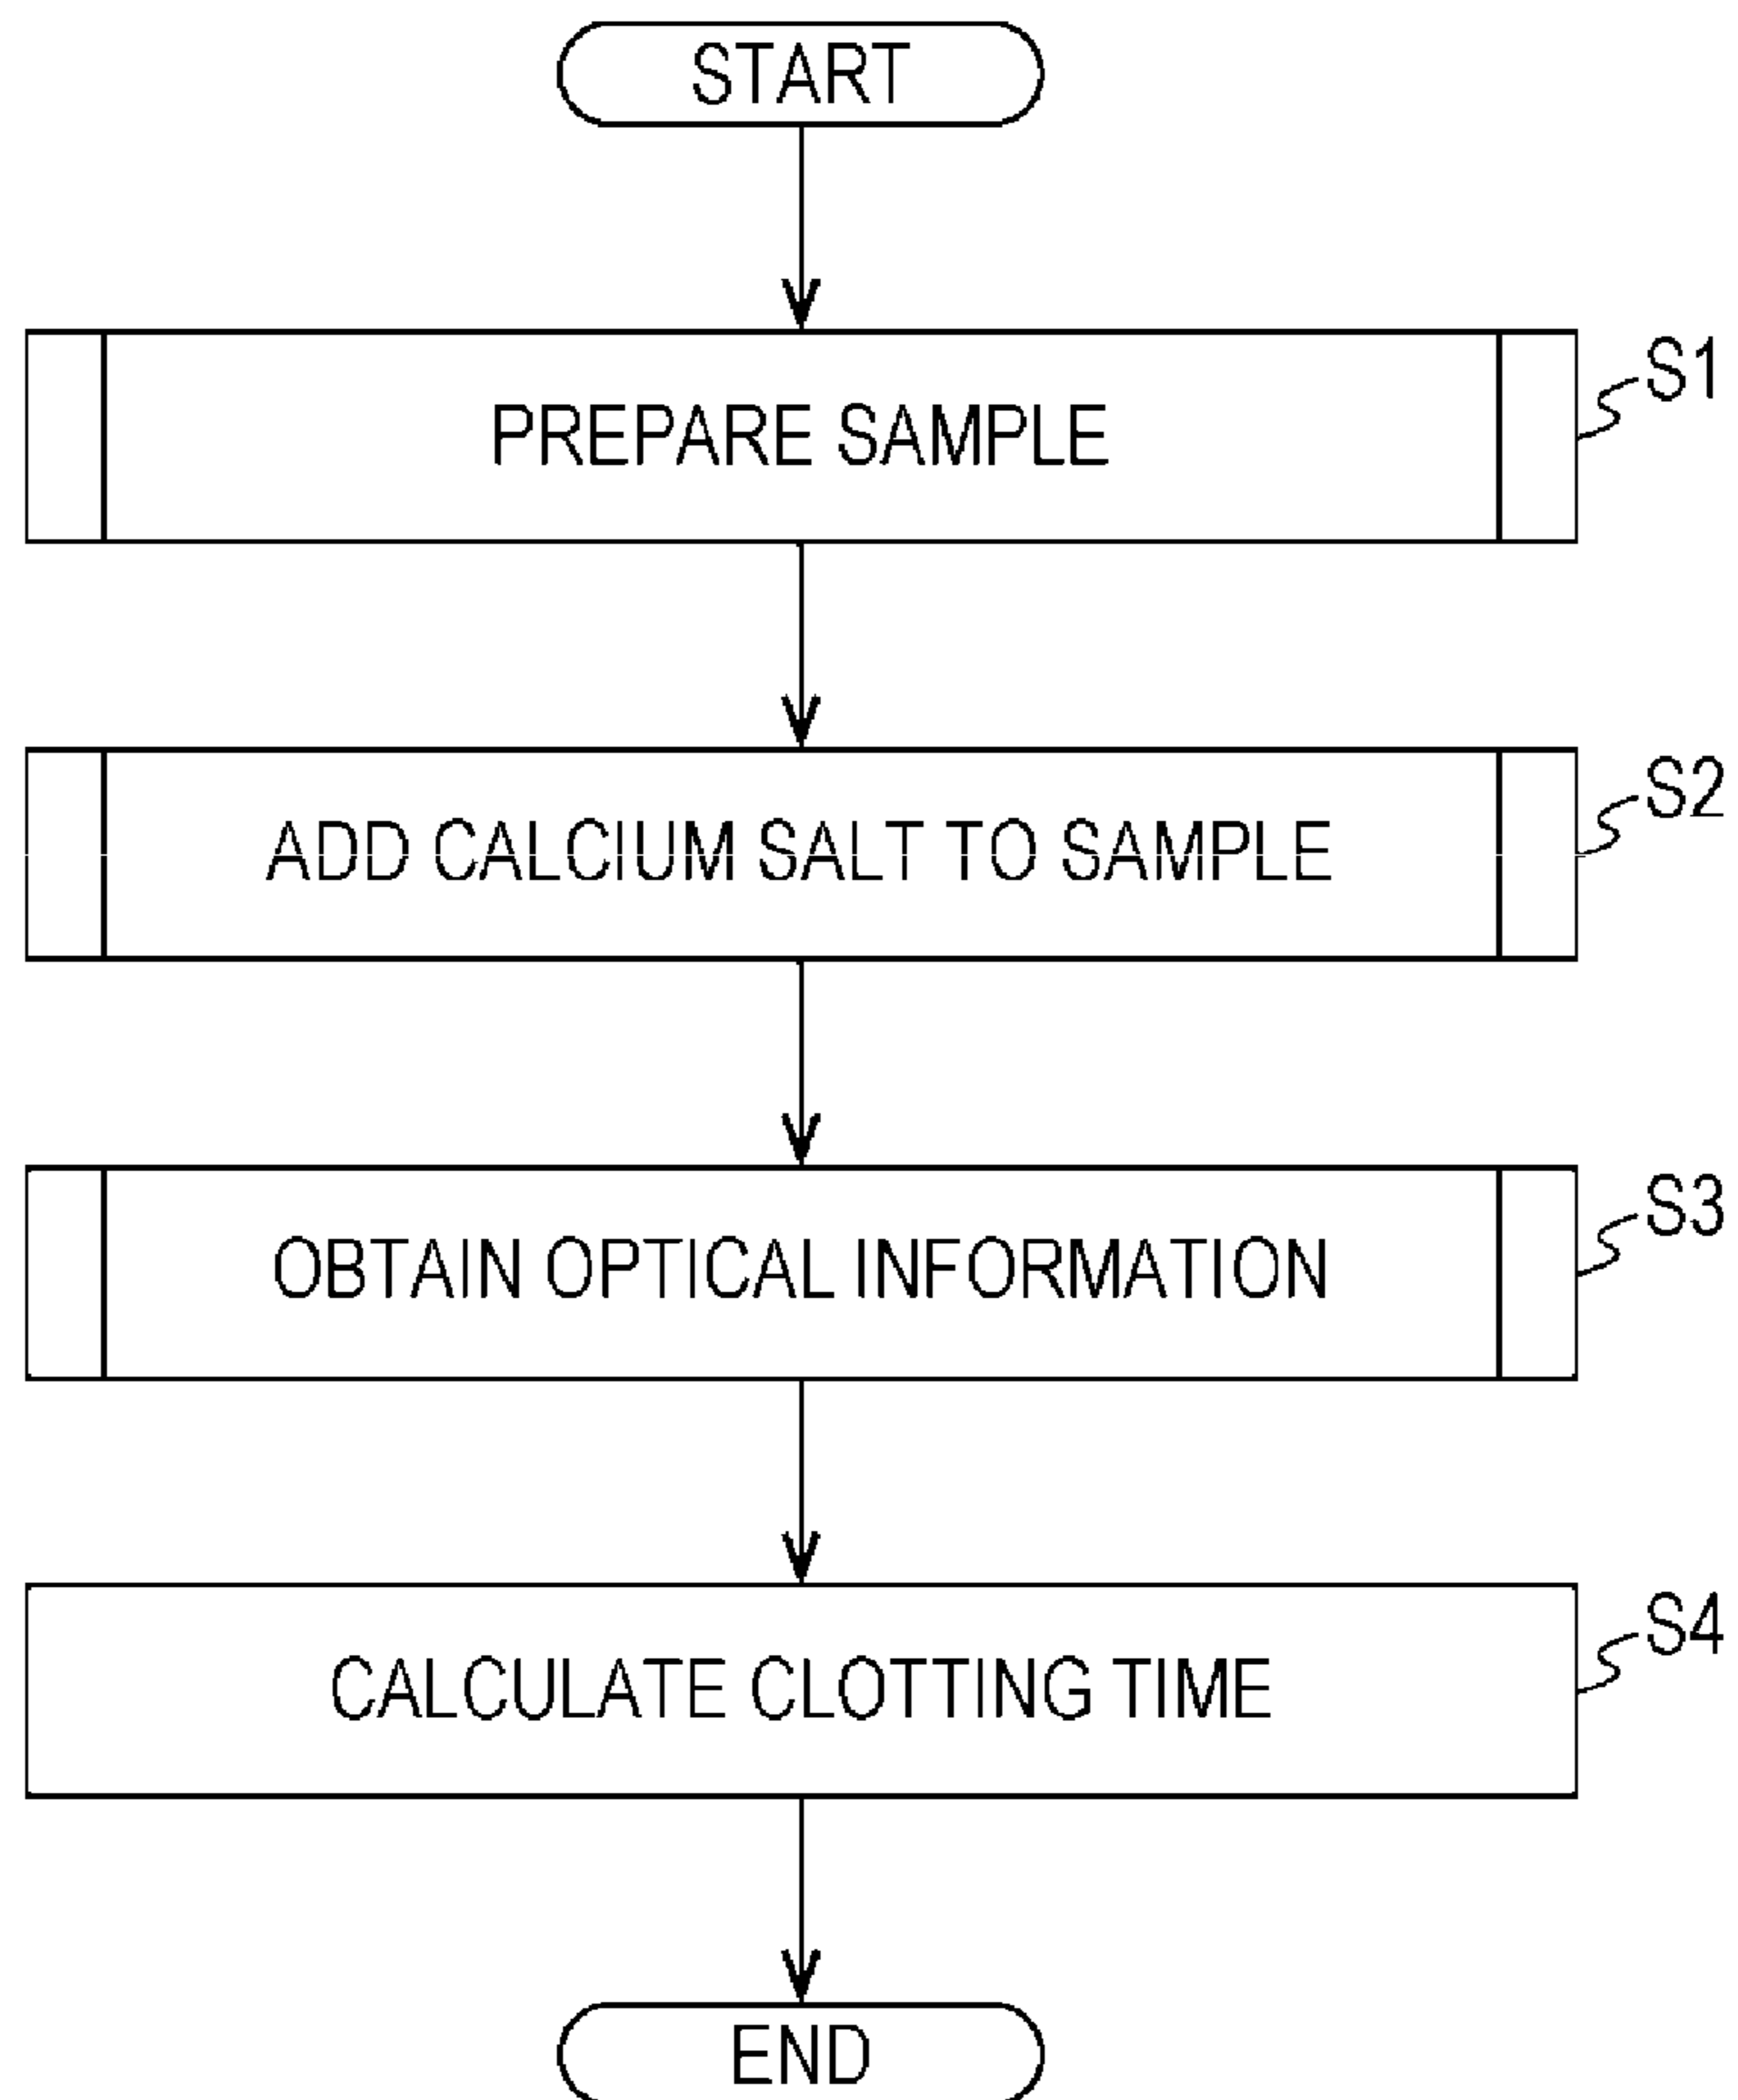 START
PREPARE SAMPLE
S1
ADD CALCIUM SALT TO SAMPLE
S2
OBTAIN OPTICAL INFORMATION
S3
CALCULATE CLOTTING TIME
S4
END